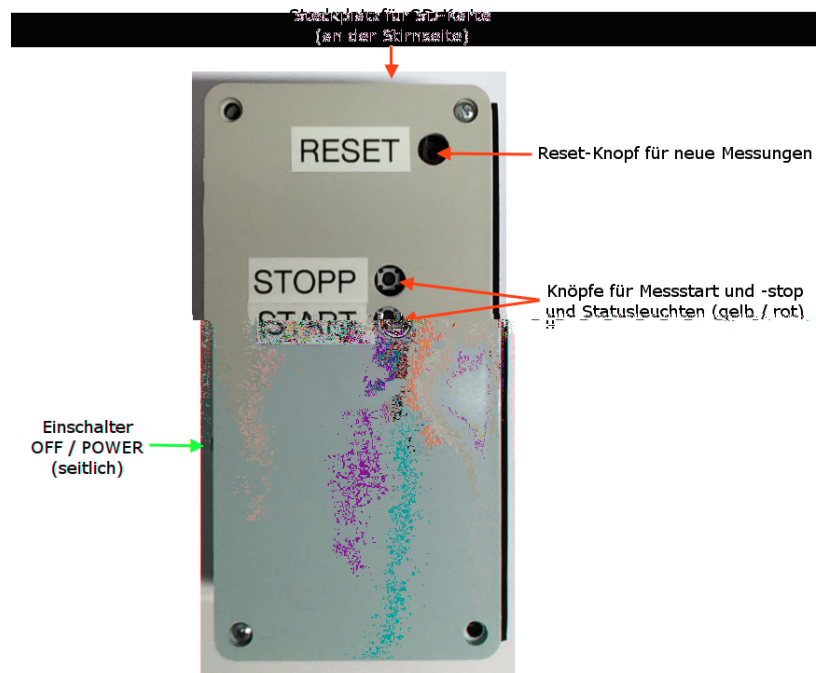 Steckplatz für SD-Karte
(an der Stirnseite)
RESET
Reset-Knopf für neue Messungen
STOPP
Knöpfe für Messstart und -stop
und Statusleuchten (gelb / rot)
START
Einschalter
OFF / POWER
(seitlich)